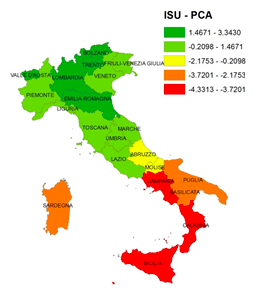 ISU - PCA
1.4671 - 3.3430
-0.2098 - 1.4671
-2.1753 - -0.2098
-3.7201 - -2.1753
-4.3313 - -3.7201
BOLZANO
TRENTO
FRIULI-VENEZIA GIULIA
VALLE D'AOSTA
LOMBARDIA
VENETO
PIEMONTE
EMILIA-ROMAGNA
LIGURIA
TOSCANA
MARCHE
UMBRIA
LAZIO
ABRUZZO
MOLISE
PUGLIA
BASILICATA
SARDEGNA
CALABRIA
SICILIA